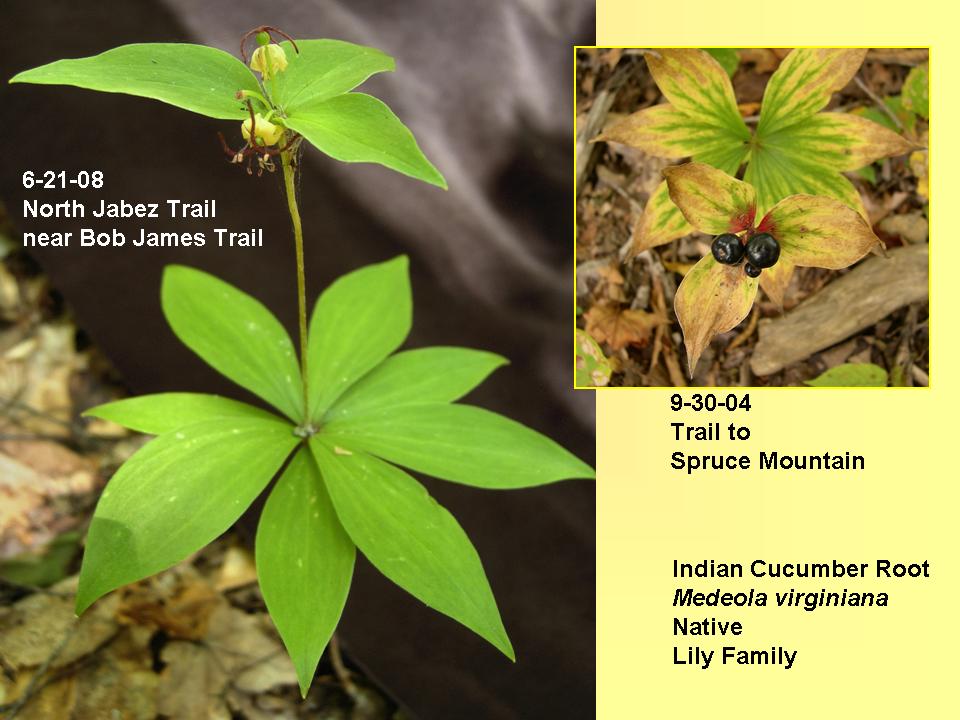 6-21-08
North Jabez Trail
near Bob James Trail
9-30-04
Trail to
Spruce Mountain
Indian Cucumber Root
Medeola virginiana
Native
Lily Family